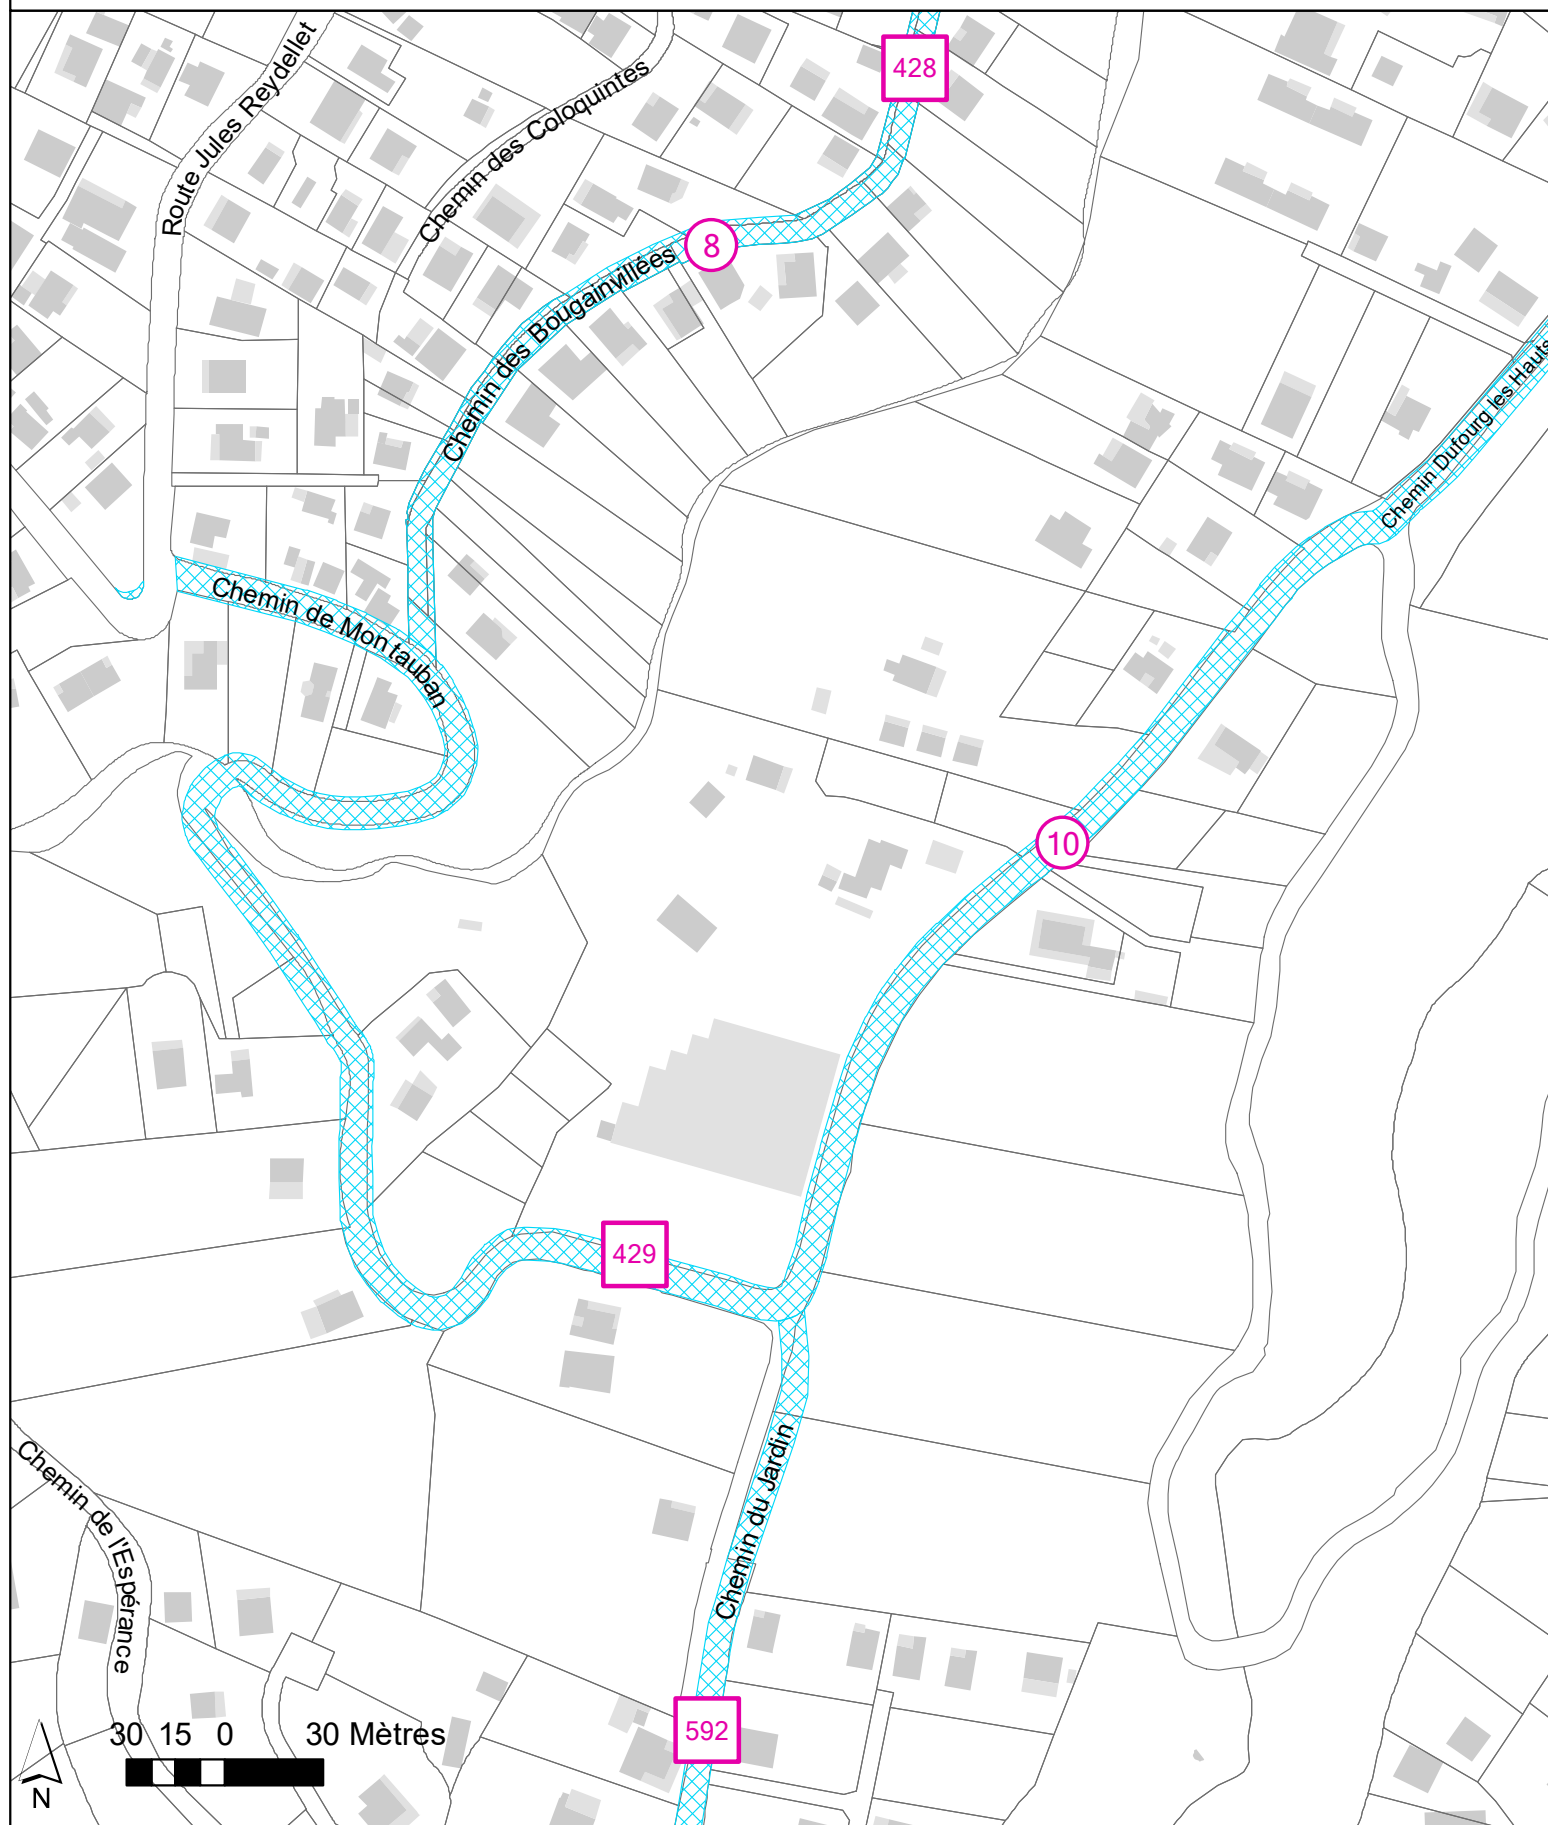 Route Jules Reydellet
Chemin des Coloquintes
428
8
Chemin des Bougainvillées
Chemin Dufourg les Hauts
Chemin de Montauban
10
429
Chemin du Jardin
Chemin de l'Espérance
592
30 15 0 30 Mètres
N